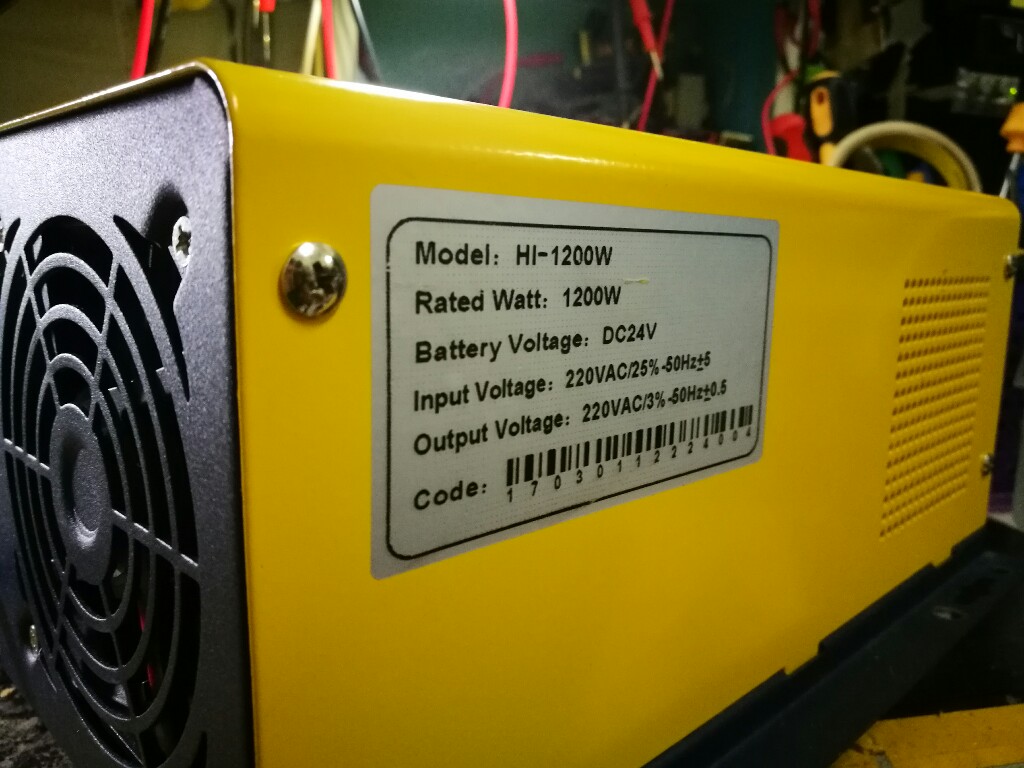 Model: HI-1200W
Rated Watt: 1200W
Battery Voltage: DC24V
Input Voltage: 220VAC/25%-50Hz±5
Output Voltage: 220VAC/3%-50Hz±0.5
Code: 17030112224004